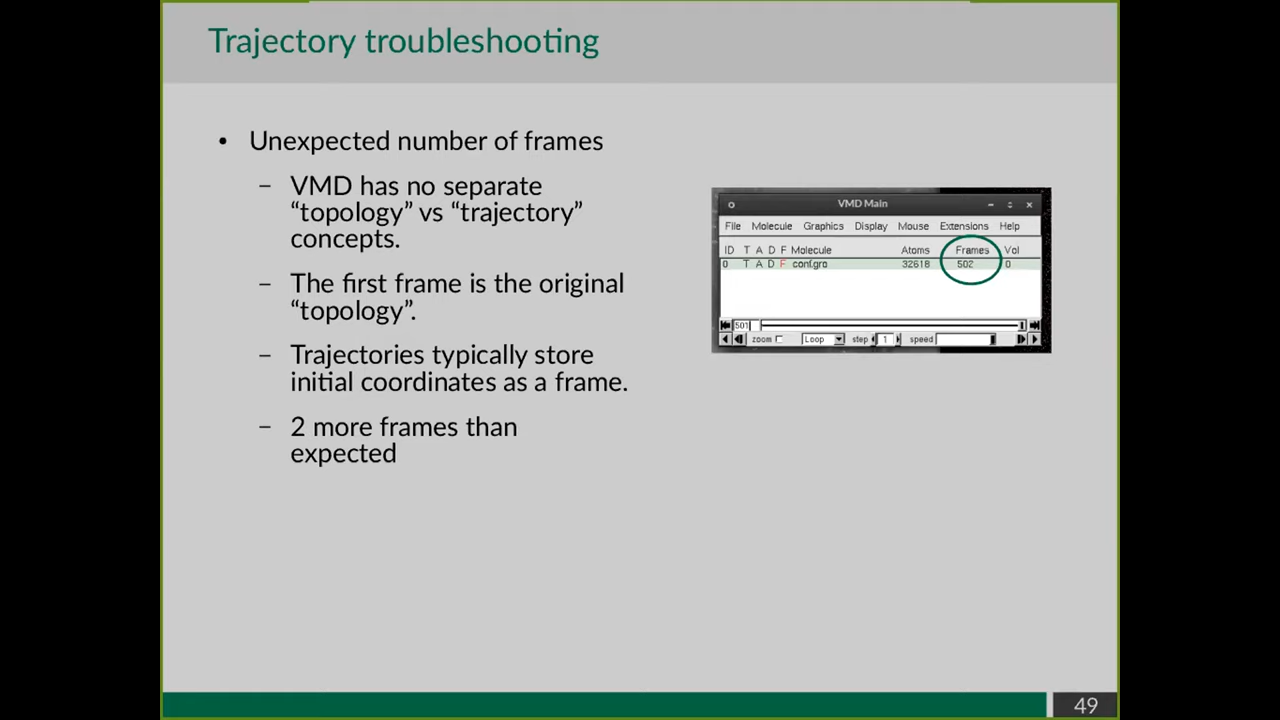 Trajectory troubleshooting
• Unexpected number of frames
– VMD has no separate
“topology” vs “trajectory”
concepts.
– The first frame is the original
“topology”.
– Trajectories typically store
initial coordinates as a frame.
– 2 more frames than
expected
VMD Main
File Molecule Graphics Display Mouse Extensions Help
ID T A D F Molecule Atoms Frames Vol
0 T A D F conf.gro 32618 502 0
501
zoom Loop step 1 speed
49